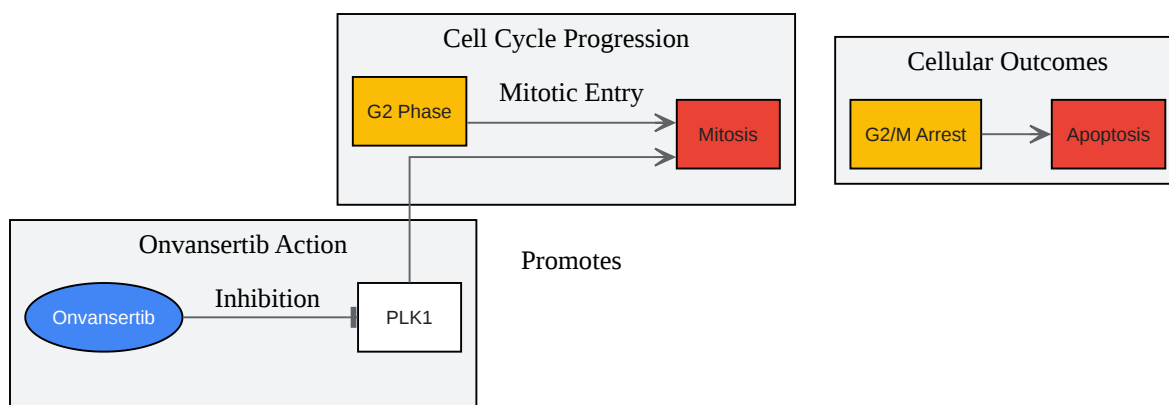 Cell Cycle Progression
G2 Phase
Mitotic Entry
Mitosis
Cellular Outcomes
G2/M Arrest
Apoptosis
Onvansertib Action
Onvansertib
Inhibition
PLK1
Promotes